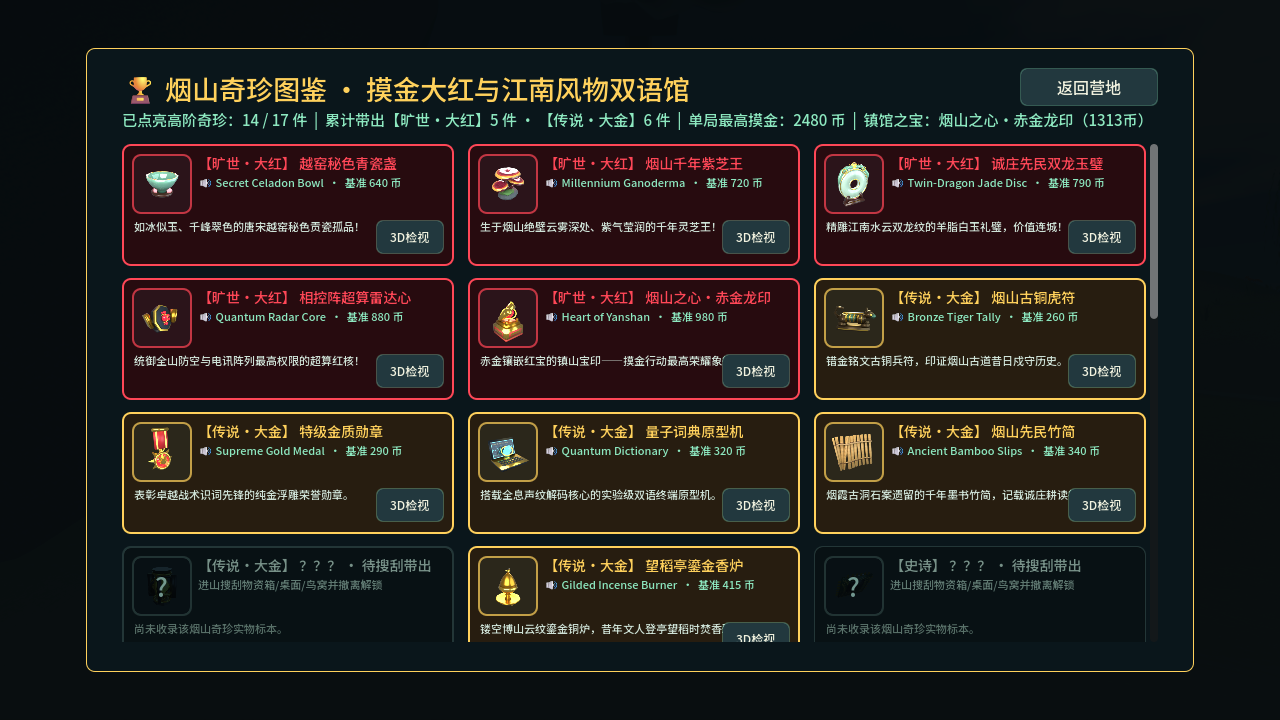 烟山奇珍图鉴 · 摸金大红与江南风物双语馆
返回营地
已点亮高阶奇珍：14 / 17 件 | 累计带出【旷世·大红】5 件 · 【传说·大金】6 件 | 单局最高摸金：2480 币 | 镇馆之宝：烟山之心·赤金龙印（1313币）
【旷世·大红】 越窑秘色青瓷盏
Secret Celadon Bowl · 基准 640 币
如冰似玉、千峰翠色的唐宋越窑秘色贡瓷孤品！
3D检视
【旷世·大红】 烟山千年紫芝王
Millennium Ganoderma · 基准 720 币
生于烟山绝壁云雾深处、紫气莹润的千年灵芝王！
3D检视
【旷世·大红】 诚庄先民双龙玉璧
Twin-Dragon Jade Disc · 基准 790 币
精雕江南水云双龙纹的羊脂白玉礼璧，价值连城！
3D检视
【旷世·大红】 相控阵超算雷达心
Quantum Radar Core · 基准 880 币
统御全山防空与电讯阵列最高权限的超算红核！
3D检视
【旷世·大红】 烟山之心·赤金龙印
Heart of Yanshan · 基准 980 币
赤金镶嵌红宝的镇山宝印——摸金行动最高荣耀象
3D检视
【传说·大金】 烟山古铜虎符
Bronze Tiger Tally · 基准 260 币
错金铭文古铜兵符，印证烟山古道昔日戍守历史。
3D检视
【传说·大金】 特级金质勋章
Supreme Gold Medal · 基准 290 币
表彰卓越战术识词先锋的纯金浮雕荣誉勋章。
3D检视
【传说·大金】 量子词典原型机
Quantum Dictionary · 基准 320 币
搭载全息声纹解码核心的实验级双语终端原型机。
3D检视
【传说·大金】 烟山先民竹简
Ancient Bamboo Slips · 基准 340 币
烟霞古洞石案遗留的千年墨书竹简，记载诚庄耕读
3D检视
【传说·大金】 ？？？ · 待搜刮带出
进山搜刮物资箱/桌面/鸟窝并撤离解锁
?
尚未收录该烟山奇珍实物标本。
【传说·大金】 望稻亭鎏金香炉
Gilded Incense Burner · 基准 415 币
镂空博山云纹鎏金铜炉，昔年文人登亭望稻时焚香
3D检视
【史诗】 ？？？ · 待搜刮带出
进山搜刮物资箱/桌面/鸟窝并撤离解锁
?
尚未收录该烟山奇珍实物标本。